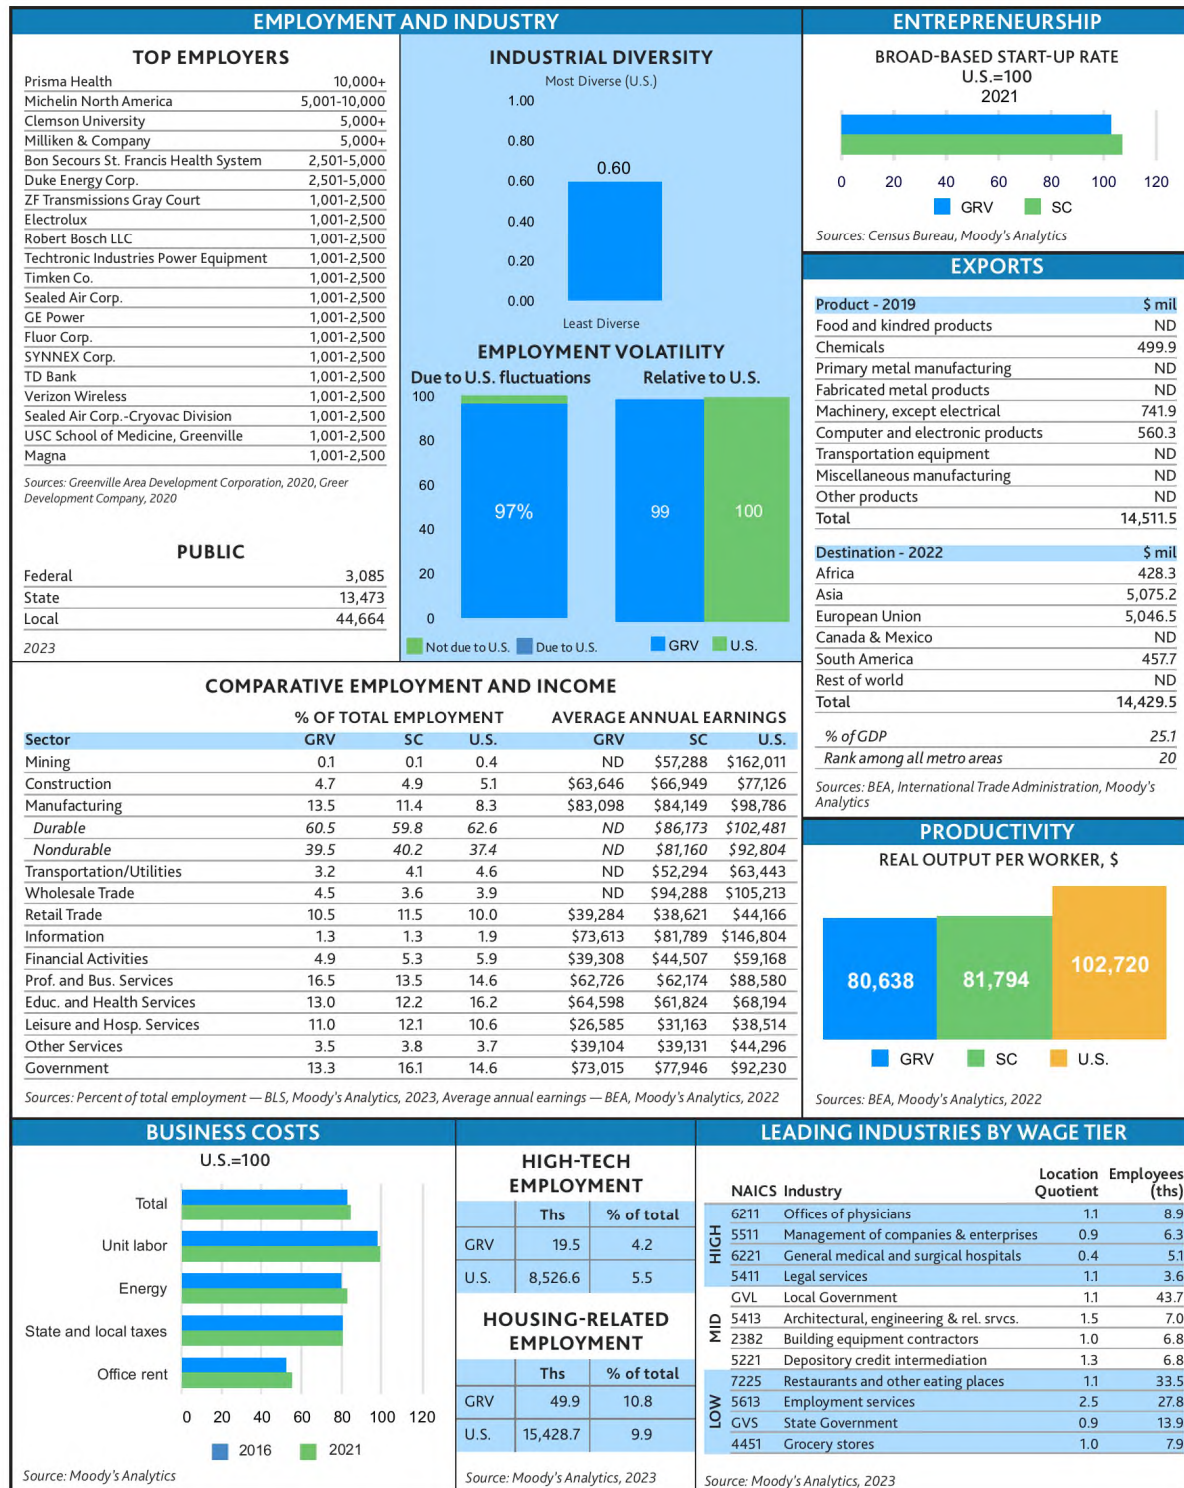 EMPLOYMENT AND INDUSTRY
TOP EMPLOYERS
Prisma Health 10,000+
Michelin North America 5,001-10,000
Clemson University 5,000+
Milliken & Company 5,000+
Bon Secours St. Francis Health System 2,501-5,000
Duke Energy Corp. 2,501-5,000
ZF Transmissions Gray Court 1,001-2,500
Electrolux 1,001-2,500
Robert Bosch LLC 1,001-2,500
Techtronic Industries Power Equipment 1,001-2,500
Timken Co. 1,001-2,500
Sealed Air Corp. 1,001-2,500
GE Power 1,001-2,500
Fluor Corp. 1,001-2,500
SYNNEX Corp. 1,001-2,500
TD Bank 1,001-2,500
Verizon Wireless 1,001-2,500
Sealed Air Corp.-Cryovac Division 1,001-2,500
USC School of Medicine, Greenville 1,001-2,500
Magna 1,001-2,500
Sources: Greenville Area Development Corporation, 2020, Greer
Development Company, 2020
PUBLIC
Federal 3,085
State 13,473
Local 44,664
2023
INDUSTRIAL DIVERSITY
Most Diverse (U.S.)
1.00
0.80
0.60
0.40
0.20
0.00
0.60
Least Diverse
EMPLOYMENT VOLATILITY
Due to U.S. fluctuations Relative to U.S.
100
80
60
40
20
0
97%
99 100
Not due to U.S. Due to U.S. GRV U.S.
ENTREPRENEURSHIP
BROAD-BASED START-UP RATE
U.S.=100
2021
0 20 40 60 80 100 120
GRV SC
Sources: Census Bureau, Moody's Analytics
EXPORTS
Product - 2019 $ mil
Food and kindred products ND
Chemicals 499.9
Primary metal manufacturing ND
Fabricated metal products ND
Machinery, except electrical 741.9
Computer and electronic products 560.3
Transportation equipment ND
Miscellaneous manufacturing ND
Other products ND
Total 14,511.5
Destination - 2022 $ mil
Africa 428.3
Asia 5,075.2
European Union 5,046.5
Canada & Mexico ND
South America 457.7
Rest of world ND
Total 14,429.5
% of GDP 25.1
Rank among all metro areas 20
Sources: BEA, International Trade Administration, Moody's
Analytics
COMPARATIVE EMPLOYMENT AND INCOME
% OF TOTAL EMPLOYMENT AVERAGE ANNUAL EARNINGS
Sector GRV SC U.S. GRV SC U.S.
Mining 0.1 0.1 0.4 ND $57,288 $162,011
Construction 4.7 4.9 5.1 $63,646 $66,949 $77,126
Manufacturing 13.5 11.4 8.3 $83,098 $84,149 $98,786
Durable 60.5 59.8 62.6 ND $86,173 $102,481
Nondurable 39.5 40.2 37.4 ND $81,160 $92,804
Transportation/Utilities 3.2 4.1 4.6 ND $52,294 $63,443
Wholesale Trade 4.5 3.6 3.9 ND $94,288 $105,213
Retail Trade 10.5 11.5 10.0 $39,284 $38,621 $44,166
Information 1.3 1.3 1.9 $73,613 $81,789 $146,804
Financial Activities 4.9 5.3 5.9 $39,308 $44,507 $59,168
Prof. and Bus. Services 16.5 13.5 14.6 $62,726 $62,174 $88,580
Educ. and Health Services 13.0 12.2 16.2 $64,598 $61,824 $68,194
Leisure and Hosp. Services 11.0 12.1 10.6 $26,585 $31,163 $38,514
Other Services 3.5 3.8 3.7 $39,104 $39,131 $44,296
Government 13.3 16.1 14.6 $73,015 $77,946 $92,230
Sources: Percent of total employment — BLS, Moody's Analytics, 2023, Average annual earnings — BEA, Moody's Analytics, 2022
PRODUCTIVITY
REAL OUTPUT PER WORKER, $
80,638 81,794 102,720
GRV SC U.S.
Sources: BEA, Moody's Analytics, 2022
BUSINESS COSTS
U.S.=100
Total
Unit labor
Energy
State and local taxes
Office rent
0 20 40 60 80 100 120
2016 2021
Source: Moody's Analytics
HIGH-TECH
EMPLOYMENT
Ths % of total
GRV 19.5 4.2
U.S. 8,526.6 5.5
HOUSING-RELATED
EMPLOYMENT
Ths % of total
GRV 49.9 10.8
U.S. 15,428.7 9.9
Source: Moody's Analytics, 2023
LEADING INDUSTRIES BY WAGE TIER
Location Employees
NAICS Industry Quotient (ths)
HIGH
6211 Offices of physicians 1.1 8.9
5511 Management of companies & enterprises 0.9 6.3
6221 General medical and surgical hospitals 0.4 5.1
5411 Legal services 1.1 3.6
MID
GVL Local Government 1.1 43.7
5413 Architectural, engineering & rel. srvcs. 1.5 7.0
2382 Building equipment contractors 1.0 6.8
5221 Depository credit intermediation 1.3 6.8
LOW
7225 Restaurants and other eating places 1.1 33.5
5613 Employment services 2.5 27.8
GVS State Government 0.9 13.9
4451 Grocery stores 1.0 7.9
Source: Moody's Analytics, 2023